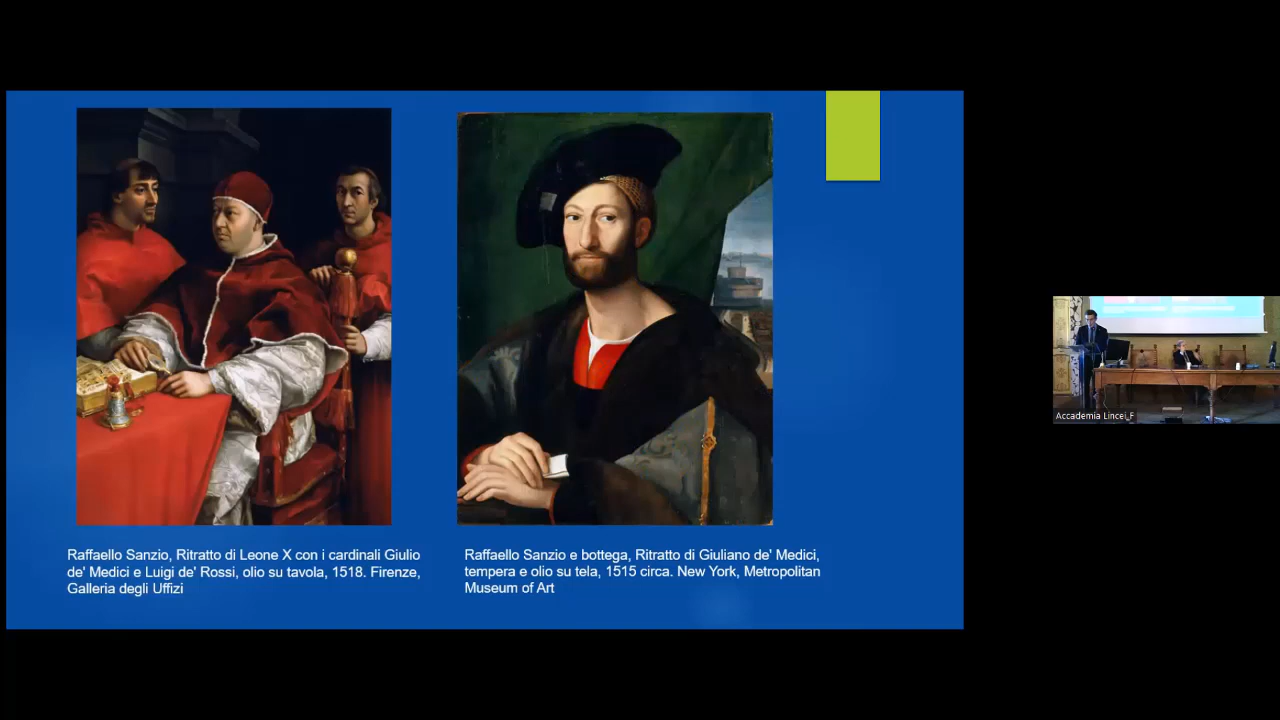 Raffaello Sanzio, Ritratto di Leone X con i cardinali Giulio
de' Medici e Luigi de' Rossi, olio su tavola, 1518. Firenze,
Galleria degli Uffizi
Raffaello Sanzio e bottega, Ritratto di Giuliano de' Medici,
tempera e olio su tela, 1515 circa. New York, Metropolitan
Museum of Art
Accademia Lincei_F